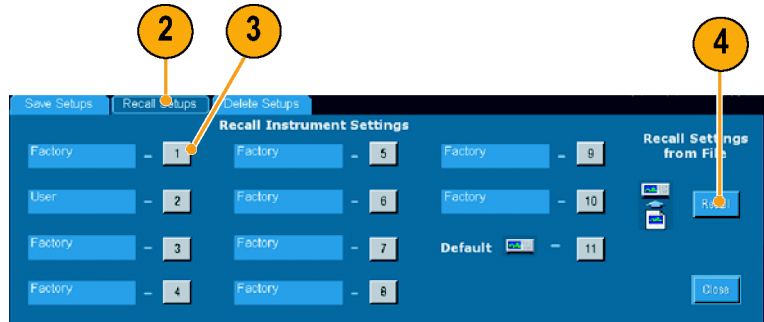 2 3 4
Save Setups Recall Setups Delete Setups
Recall Instrument Settings
Factory - 1 Factory - 5 Factory - 9 Recall Settings
from File
User - 2 Factory - 6 Factory - 10 Recall
Factory - 3 Factory - 7 Default - 11
Factory - 4 Factory - 8 Close